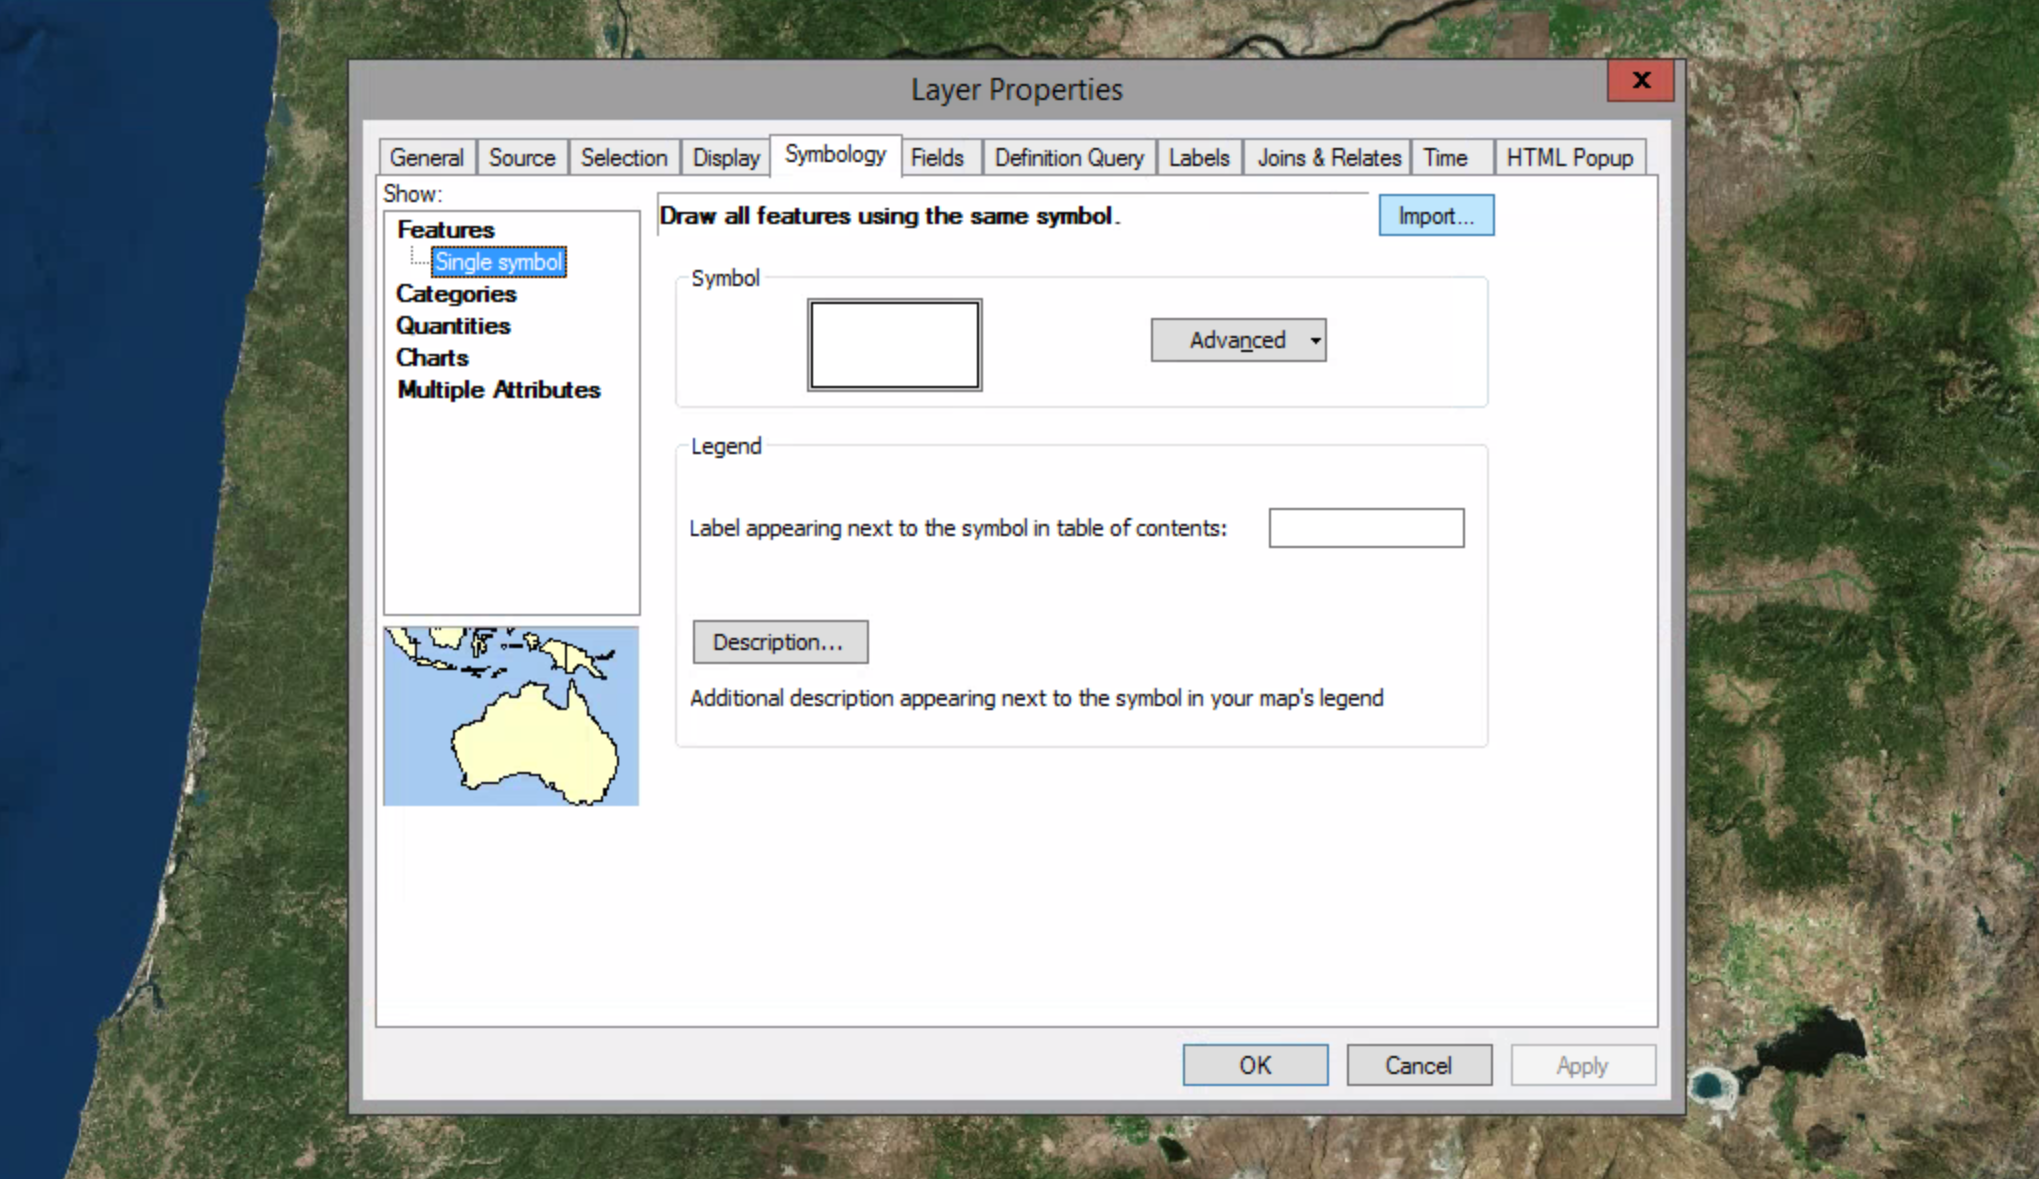 Layer Properties
x
General Source Selection Display Symbology Fields Definition Query Labels Joins & Relates Time HTML Popup
Show:
Features
Single symbol
Categories
Quantities
Charts
Multiple Attributes
Draw all features using the same symbol.
Import...
Symbol
Advanced
Legend
Label appearing next to the symbol in table of contents:
Description...
Additional description appearing next to the symbol in your map's legend
OK Cancel Apply